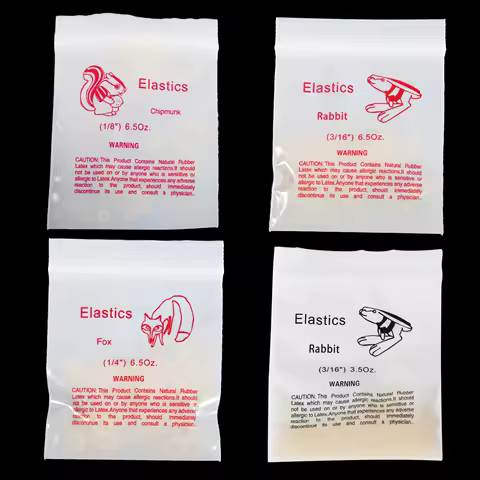 Elastics
Chipmunk
(1/8") 6.5Oz.
WARNING
CAUTION:This Product Contains Natural Rubber
Latex which may cause allergic reactions.It should
not be used on or by anyone who is sensitive or
allergic to Latex.Anyone that experiences any adverse
reaction to the product, should immediately
discontinue its use and consult a physician..
Elastics
Rabbit
(3/16") 6.5Oz.
WARNING
CAUTION:This Product Contains Natural Rubber
Latex which may cause allergic reactions.It should
not be used on or by anyone who is sensitive or
allergic to Latex.Anyone that experiences any adverse
reaction to the product, should immediately
discontinue its use and consult a physician..
Elastics
Fox
(1/4") 6.5Oz.
WARNING
CAUTION:This Product Contains Natural Rubber
Latex which may cause allergic reactions.It should
not be used on or by anyone who is sensitive or
allergic to Latex.Anyone that experiences any adverse
reaction to the product, should immediately
discontinue its use and consult a physician..
Elastics
Rabbit
(3/16") 3.5Oz.
WARNING
CAUTION:This Product Contains Natural Rubber
Latex which may cause allergic reactions.It should
not be used on or by anyone who is sensitive or
allergic to Latex.Anyone that experiences any adverse
reaction to the product, should immediately
discontinue its use and consult a physician..